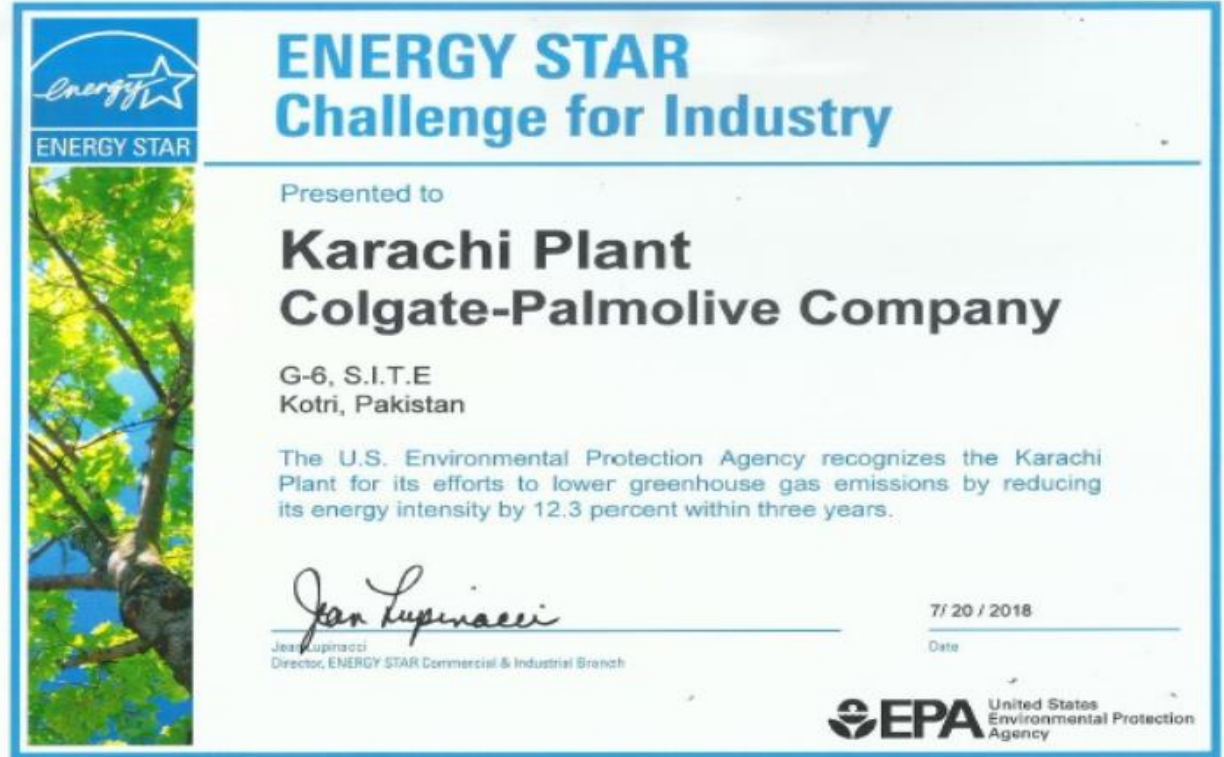 energy
ENERGY STAR
ENERGY STAR
Challenge for Industry
Presented to
Karachi Plant
Colgate-Palmolive Company
G-6, S.I.T.E
Kotri, Pakistan
The U.S. Environmental Protection Agency recognizes the Karachi
Plant for its efforts to lower greenhouse gas emissions by reducing
its energy intensity by 12.3 percent within three years.
Jean Lupinacci
7/ 20 / 2018
Jean Lupinacci
Date
Director, ENERGY STAR Commercial & Industrial Branch
EPA
United States
Environmental Protection
Agency